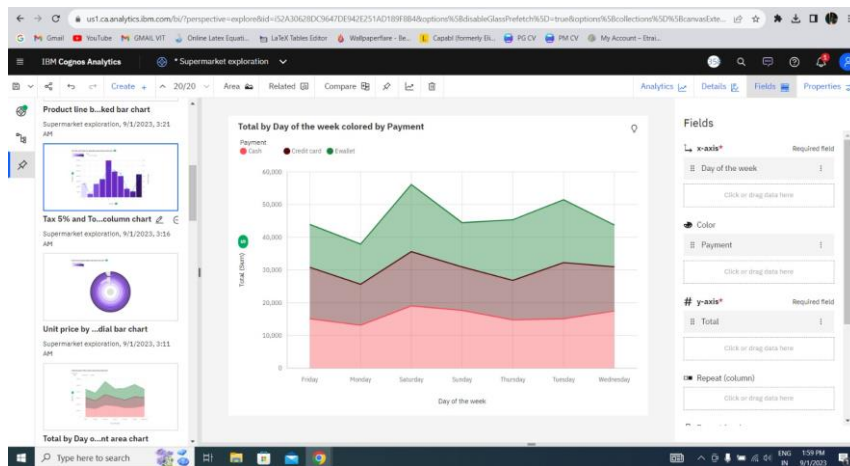 us1.ca.analytics.ibm.com/bi/?perspective=explore&id=i52A30628DC9647DE942E251AD189F8B4&options%5BdisableGlassPrefetch%5D=true&options%5Bcollections%5D%5BcanvasExte...
Gmail YouTube GMAIL VIT Online Latex Equati... LaTeX Tables Editor Wallpaperflare - Be... Capabl (formerly Eli... PG CV PM CV My Account - Etrai...
IBM Cognos Analytics * Supermarket exploration
Create + 20/20 Area Related Compare Analytics Details Fields Properties
Product line b...ked bar chart
Supermarket exploration, 9/1/2023, 3:21
AM
Tax 5% and To...column chart
Supermarket exploration, 9/1/2023, 3:16
AM
Unit price by ...dial bar chart
Supermarket exploration, 9/1/2023, 3:11
AM
Total by Day o...nt area chart
Total by Day of the week colored by Payment
Payment
Cash Credit card Ewallet
60,000
50,000
40,000
30,000
20,000
10,000
0
Total (Sum)
Friday Monday Saturday Sunday Thursday Tuesday Wednesday
Day of the week
Fields
x-axis* Required field
Day of the week
Click or drag data here
Color
Payment
Click or drag data here
# y-axis* Required field
Total
Click or drag data here
Repeat (column)
Click or drag data here
Type here to search
ENG 1:59 PM
IN 9/1/2023